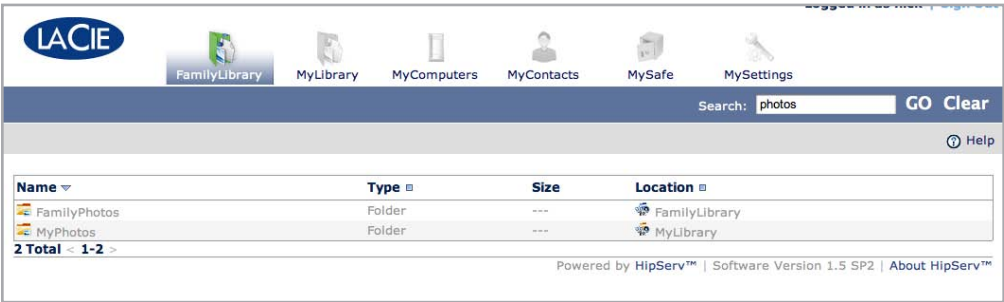 LACIE
FamilyLibrary MyLibrary MyComputers MyContacts MySafe MySettings
Search: photos GO Clear
? Help
Name Type Size Location
FamilyPhotos Folder --- FamilyLibrary
MyPhotos Folder --- MyLibrary
2 Total < 1-2 >
Powered by HipServ™ | Software Version 1.5 SP2 | About HipServ™